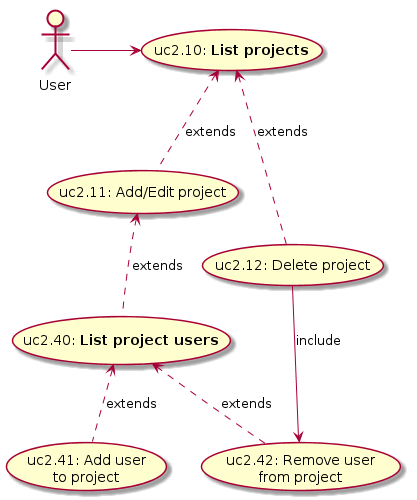 uc2.10: List projects
User
extends
extends
uc2.11: Add/Edit project
extends
uc2.12: Delete project
uc2.40: List project users
include
extends
extends
uc2.41: Add user
to project
uc2.42: Remove user
from project